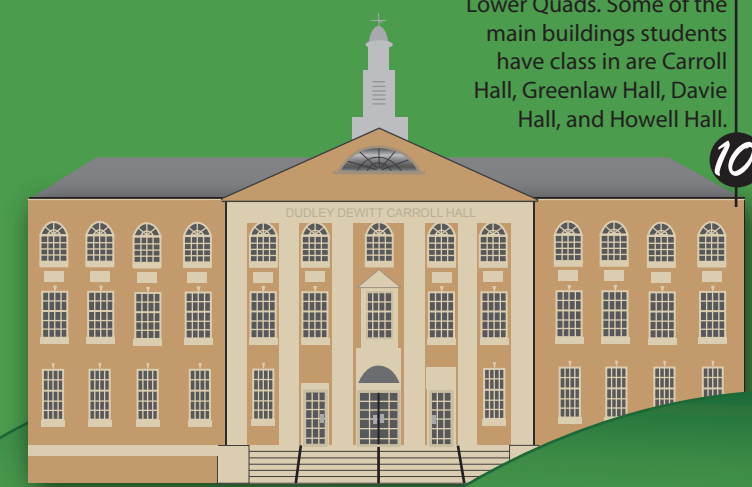 Lower Quads. Some of the
main buildings students
have class in are Carroll
Hall, Greenlaw Hall, Davie
Hall, and Howell Hall.
10
DUDLEY DEWITT CARROLL HALL